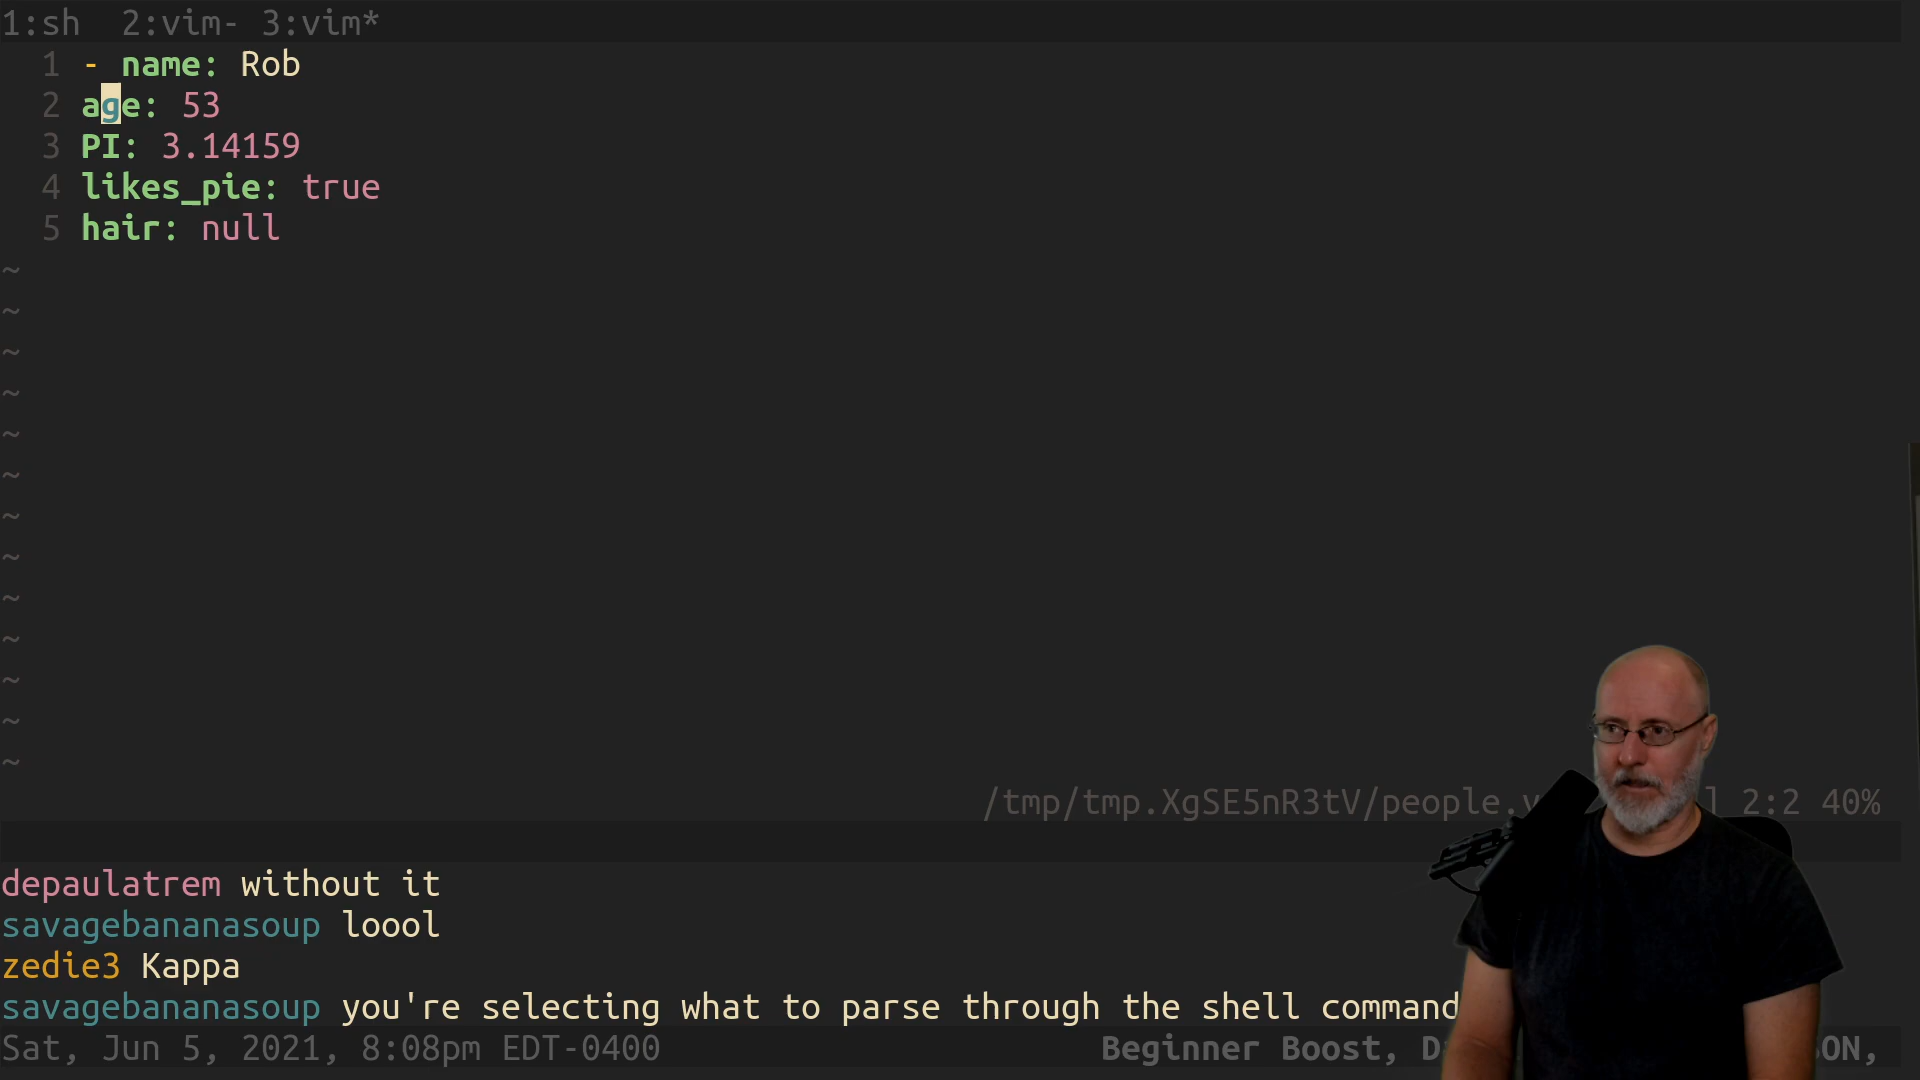 1:sh  2:vim- 3:vim*
1 - name: Rob
2 age: 53
3 PI: 3.14159
4 likes_pie: true
5 hair: null
~
~
~
~
~
~
~
~
~
~
~
~
~
/tmp/tmp.XgSE5nR3tV/people. 2:2 40%
depaulatrem without it
savagebananasoup loool
zedie3 Kappa
savagebananasoup you're selecting what to parse through the shell command
Sat, Jun 5, 2021, 8:08pm EDT-0400 Beginner Boost,